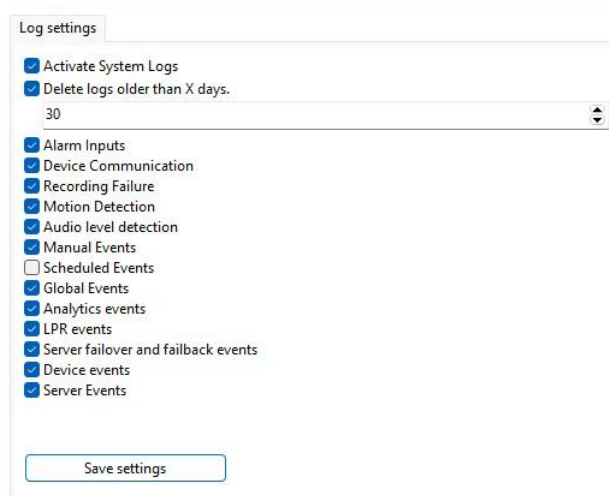 Log settings
Activate System Logs
Delete logs older than X days.
30
Alarm Inputs
Device Communication
Recording Failure
Motion Detection
Audio level detection
Manual Events
Scheduled Events
Global Events
Analytics events
LPR events
Server failover and failback events
Device events
Server Events
Save settings